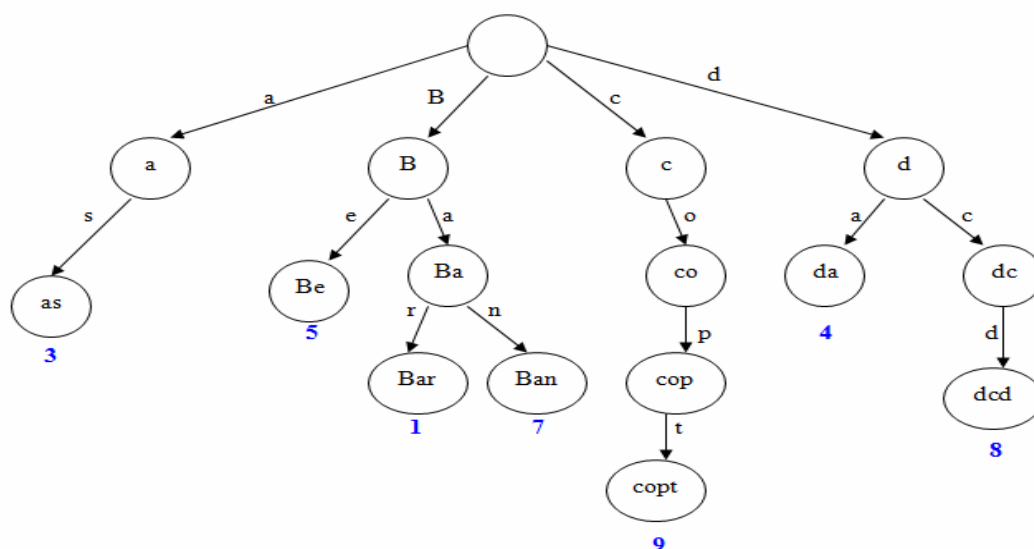 a B c d
a B c d
s e a o a c
as Be Ba co da dc
3 5 r n p 4 d
Bar Ban cop dcd
1 7 t 8
copt
9